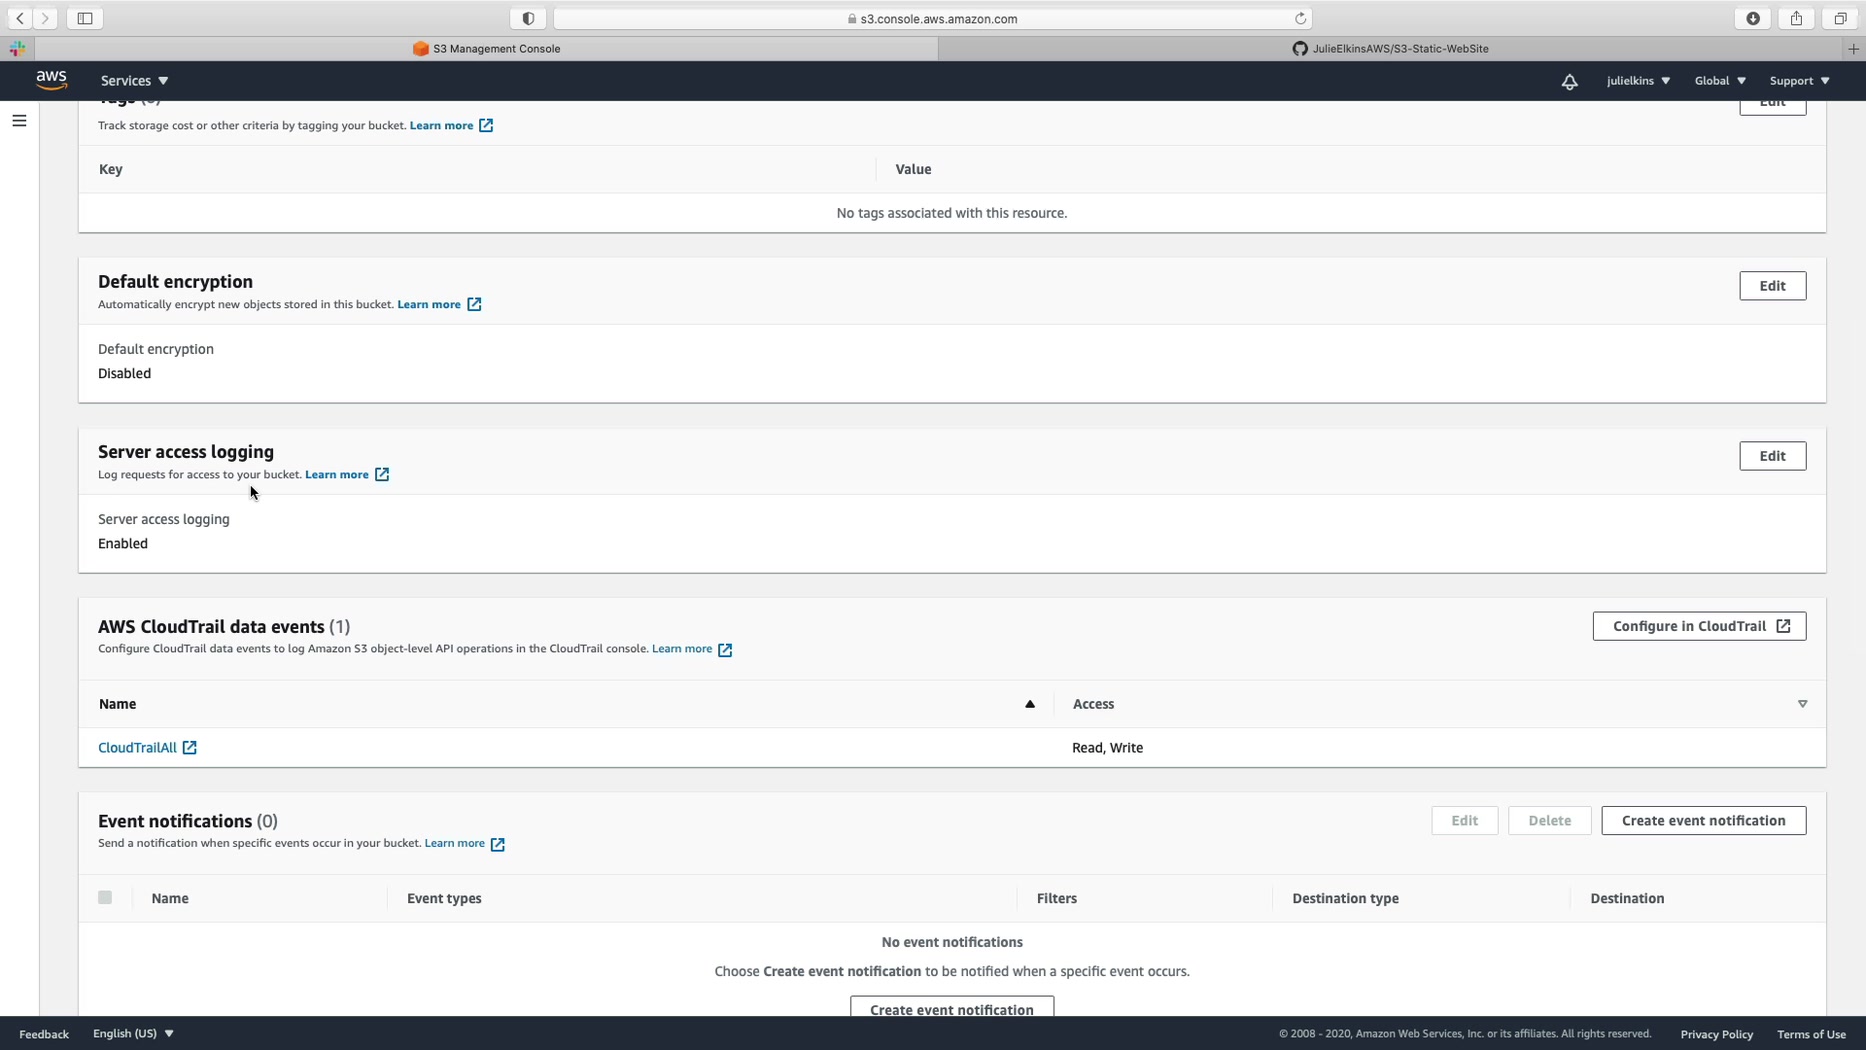 s3.console.aws.amazon.com
S3 Management Console
JulieElkinsAWS/S3-Static-WebSite
aws
Services
julielkins
Global
Support
Tags (0)
Edit
Track storage cost or other criteria by tagging your bucket. Learn more
Key
Value
No tags associated with this resource.
Default encryption
Edit
Automatically encrypt new objects stored in this bucket. Learn more
Default encryption
Disabled
Server access logging
Edit
Log requests for access to your bucket. Learn more
Server access logging
Enabled
AWS CloudTrail data events (1)
Configure in CloudTrail
Configure CloudTrail data events to log Amazon S3 object-level API operations in the CloudTrail console. Learn more
Name
Access
CloudTrailAll
Read, Write
Event notifications (0)
Edit
Delete
Create event notification
Send a notification when specific events occur in your bucket. Learn more
Name
Event types
Filters
Destination type
Destination
No event notifications
Choose Create event notification to be notified when a specific event occurs.
Create event notification
Feedback
English (US)
© 2008 - 2020, Amazon Web Services, Inc. or its affiliates. All rights reserved.
Privacy Policy
Terms of Use